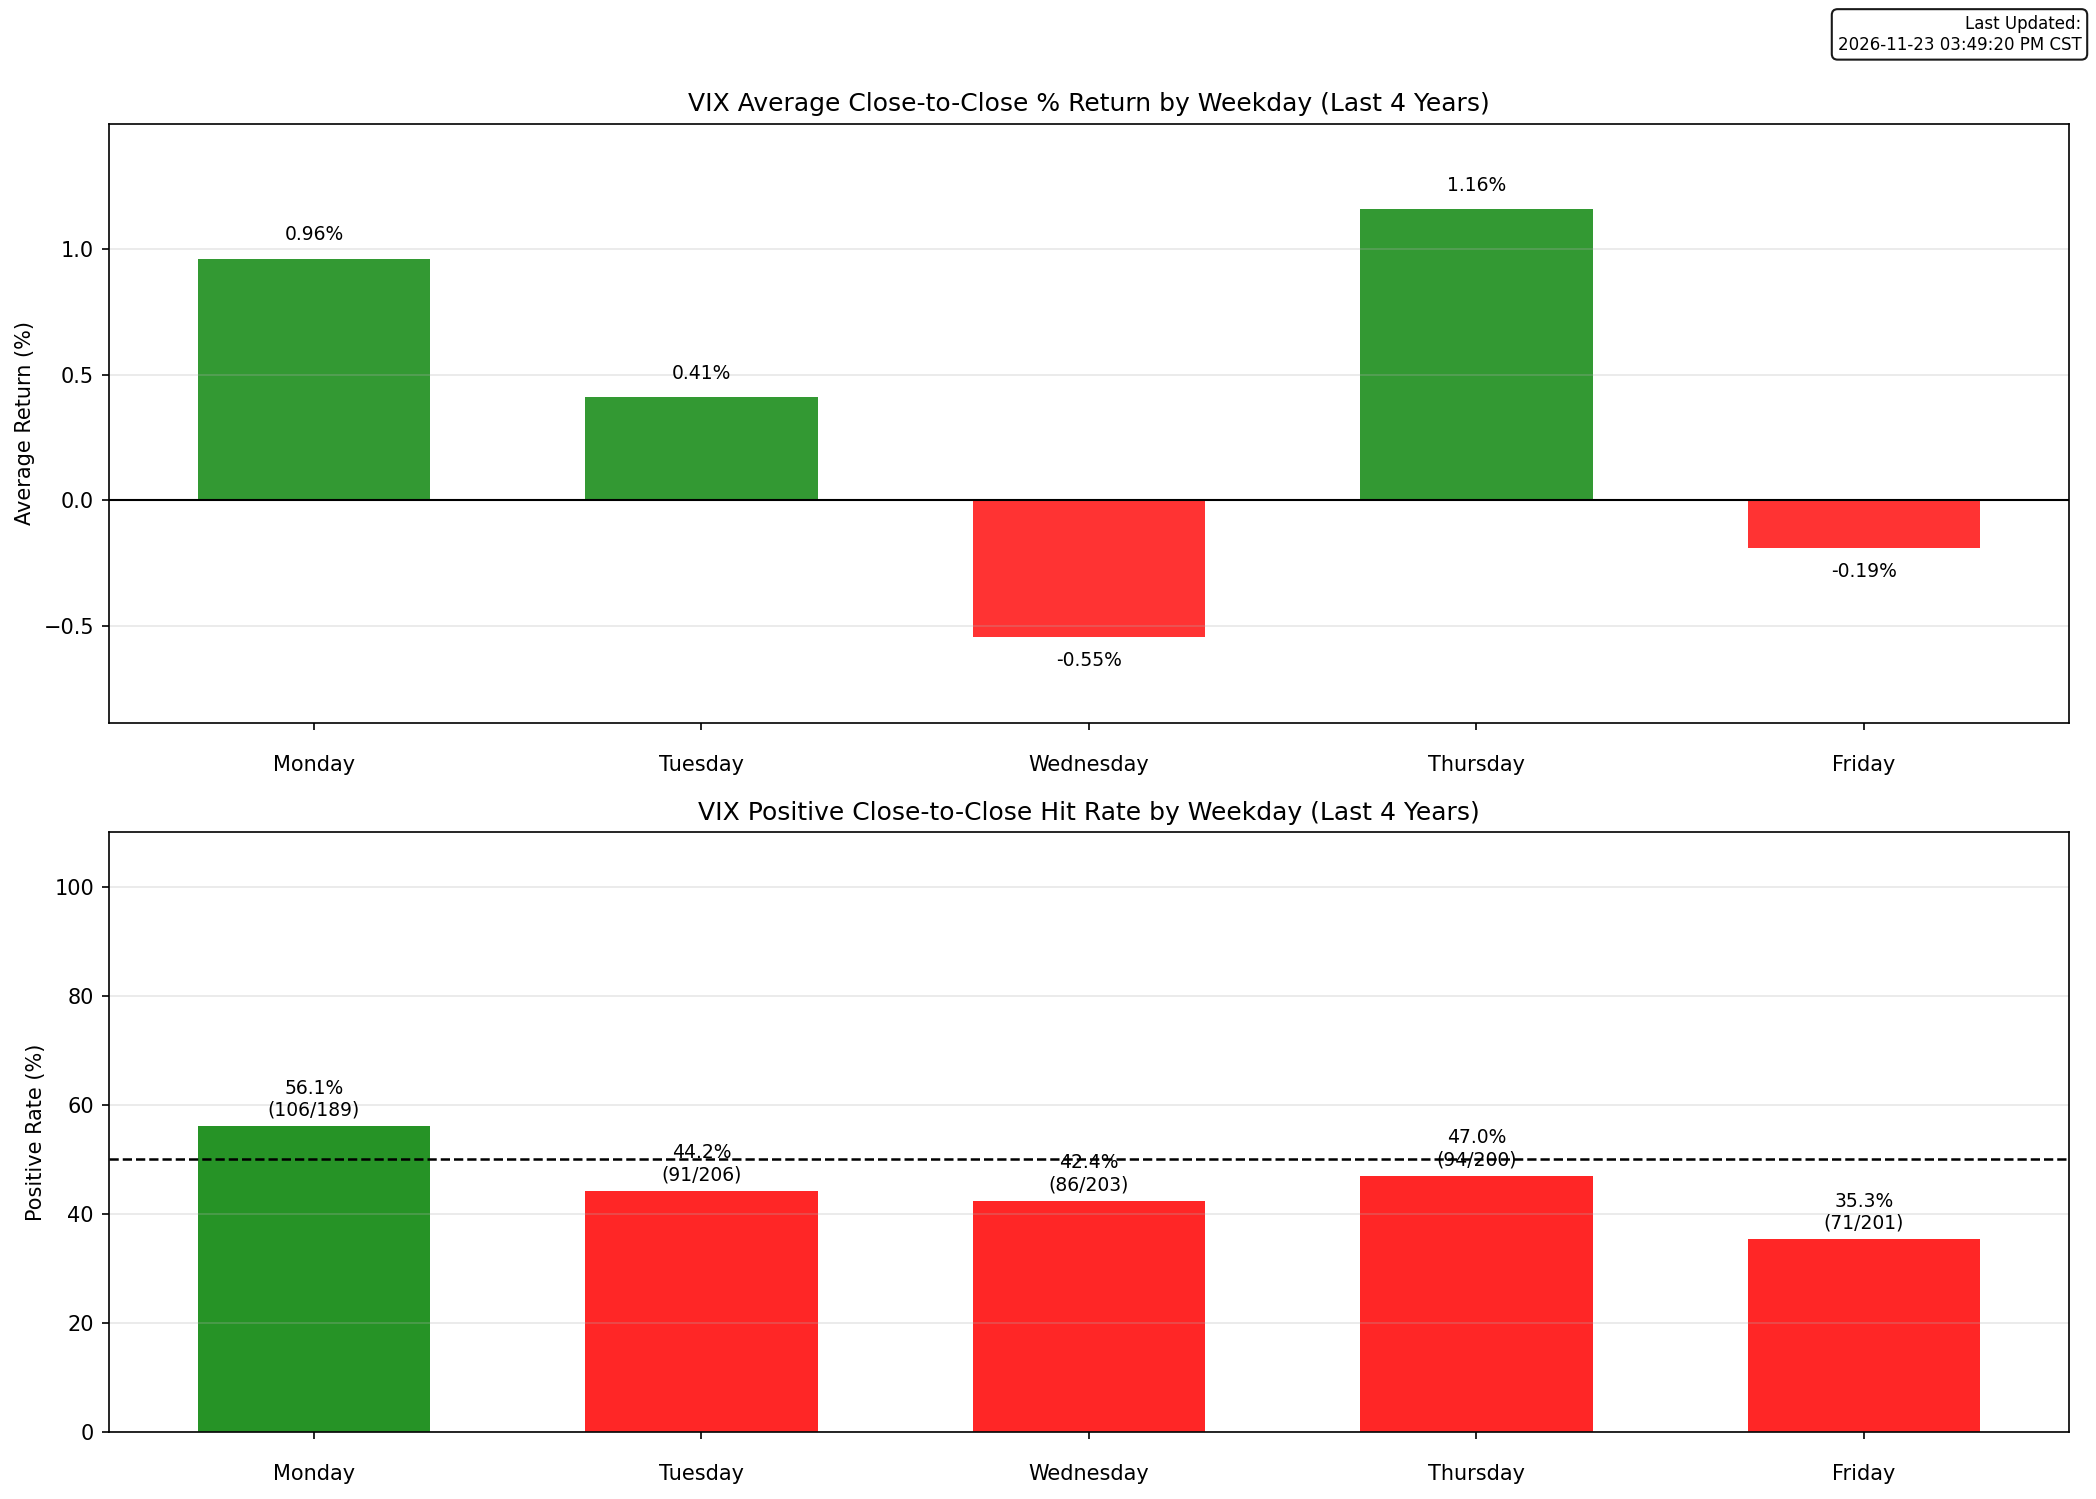 Last Updated:
2026-11-23 03:49:20 PM CST
VIX Average Close-to-Close % Return by Weekday (Last 4 Years)
Average Return (%)
1.0
0.5
0.0
−0.5
0.96%
0.41%
-0.55%
1.16%
-0.19%
Monday
Tuesday
Wednesday
Thursday
Friday
VIX Positive Close-to-Close Hit Rate by Weekday (Last 4 Years)
Positive Rate (%)
100
80
60
40
20
0
56.1%
(106/189)
44.2%
(91/206)
42.4%
(86/203)
47.0%
(94/200)
35.3%
(71/201)
Monday
Tuesday
Wednesday
Thursday
Friday